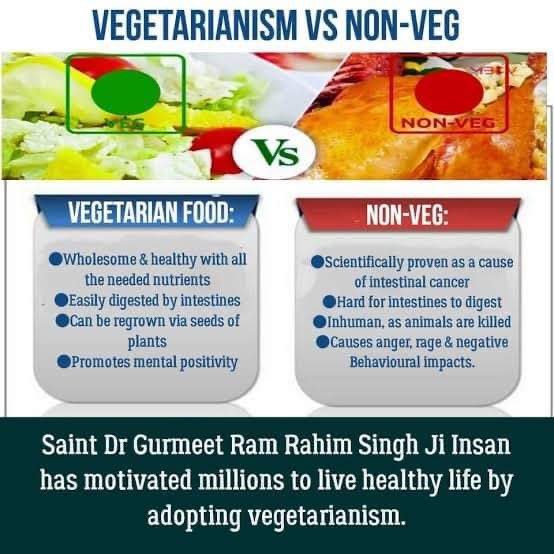 VEGETARIANISM VS NON-VEG
VEG
NON-VEG
Vs
VEGETARIAN FOOD:
●Wholesome & healthy with all
the needed nutrients
●Easily digested by intestines
●Can be regrown via seeds of
plants
●Promotes mental positivity
NON-VEG:
●Scientifically proven as a cause
of intestinal cancer
●Hard for intestines to digest
●Inhuman, as animals are killed
●Causes anger, rage & negative
Behavioural impacts.
Saint Dr Gurmeet Ram Rahim Singh Ji Insan
has motivated millions to live healthy life by
adopting vegetarianism.